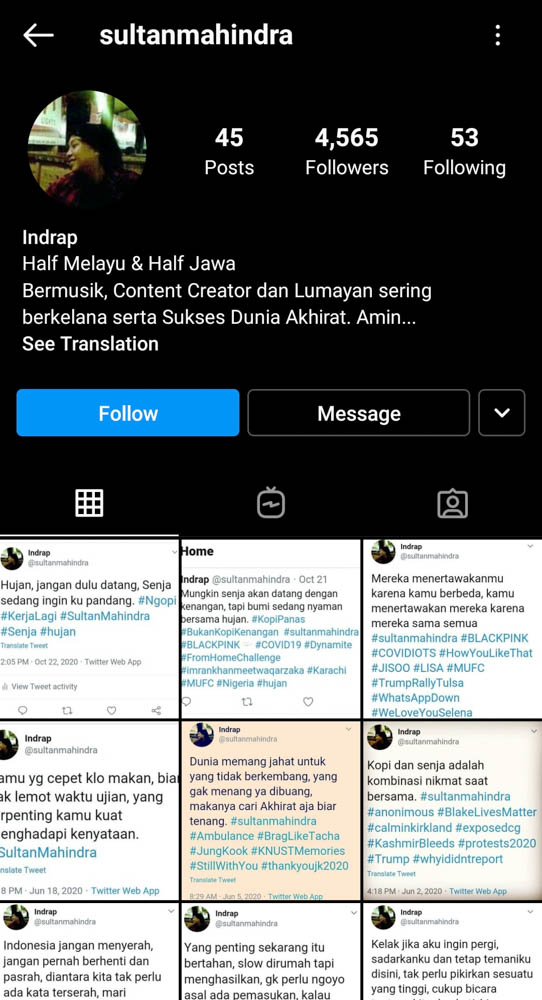 sultanmahindra
45
Posts
4,565
Followers
53
Following
Indrap
Half Melayu & Half Jawa
Bermusik, Content Creator dan Lumayan sering
berkelana serta Sukses Dunia Akhirat. Amin...
See Translation
Follow
Message
Indrap
@sultanmahindra
Hujan, jangan dulu datang, Senja
sedang ingin ku pandang. #Ngopi
#KerjaLagi #SultanMahindra
#Senja #hujan
Translate Tweet
2:05 PM · Oct 22, 2020 · Twitter Web App
View Tweet activity
Home
Indrap @sultanmahindra · Oct 21
Mungkin senja akan datang dengan
kenangan, tapi bumi sedang nyaman
bersama hujan. #KopiPanas
#BukanKopiKenangan #sultanmahindra
#BLACKPINK #COVID19 #Dynamite
#FromHomeChallenge
#imrankhanmeetwaqarzaka #Karachi
#MUFC #Nigeria #hujan
Indrap
@sultanmahindra
Mereka menertawakanmu
karena kamu berbeda, kamu
menertawakan mereka karena
mereka sama semua
#sultanmahindra #BLACKPINK
#COVIDIOTS #HowYouLikeThat
#JISOO #LISA #MUFC
#TrumpRallyTulsa
#WhatsAppDown
#WeLoveYouSelena
Indrap
@sultanmahindra
amu yg cepet klo makan, biar
ak lemot waktu ujian, yang
erpenting kamu kuat
enghadapi kenyataan.
SultanMahindra
nslate Tweet
8 PM · Jun 18, 2020 · Twitter Web App
Indrap
@sultanmahindra
Dunia memang jahat untuk
yang tidak berkembang, yang
gak menang ya dibuang,
makanya cari Akhirat aja biar
tenang. #sultanmahindra
#Ambulance #BragLikeTacha
#JungKook #KNUSTMemories
#StillWithYou #thankyoujk2020
Translate Tweet
8:29 AM · Jun 5, 2020 · Twitter Web App
Indrap
@sultanmahindra
Kopi dan senja adalah
kombinasi nikmat saat
bersama. #sultanmahindra
#anonimous #BlakeLivesMatter
#calminkirland #exposedcg
#KashmirBleeds #protests2020
#Trump #whyididntreport
Translate Tweet
4:18 PM · Jun 2, 2020 · Twitter Web App
Indrap
@sultanmahindra
Indonesia jangan menyerah,
jangan pernah berhenti dan
pasrah, diantara kita tak perlu
ada kata terserah, mari
Indrap
@sultanmahindra
Yang penting sekarang itu
bertahan, slow dirumah tapi
menghasilkan, gk perlu ngoyo
asal ada pemasukan, kalau
Indrap
@sultanmahindra
Kelak jika aku ingin pergi,
sadarkanku dan tetap temaniku
disini, tak perlu pikirkan sesuatu
yang tinggi, cukup bicara